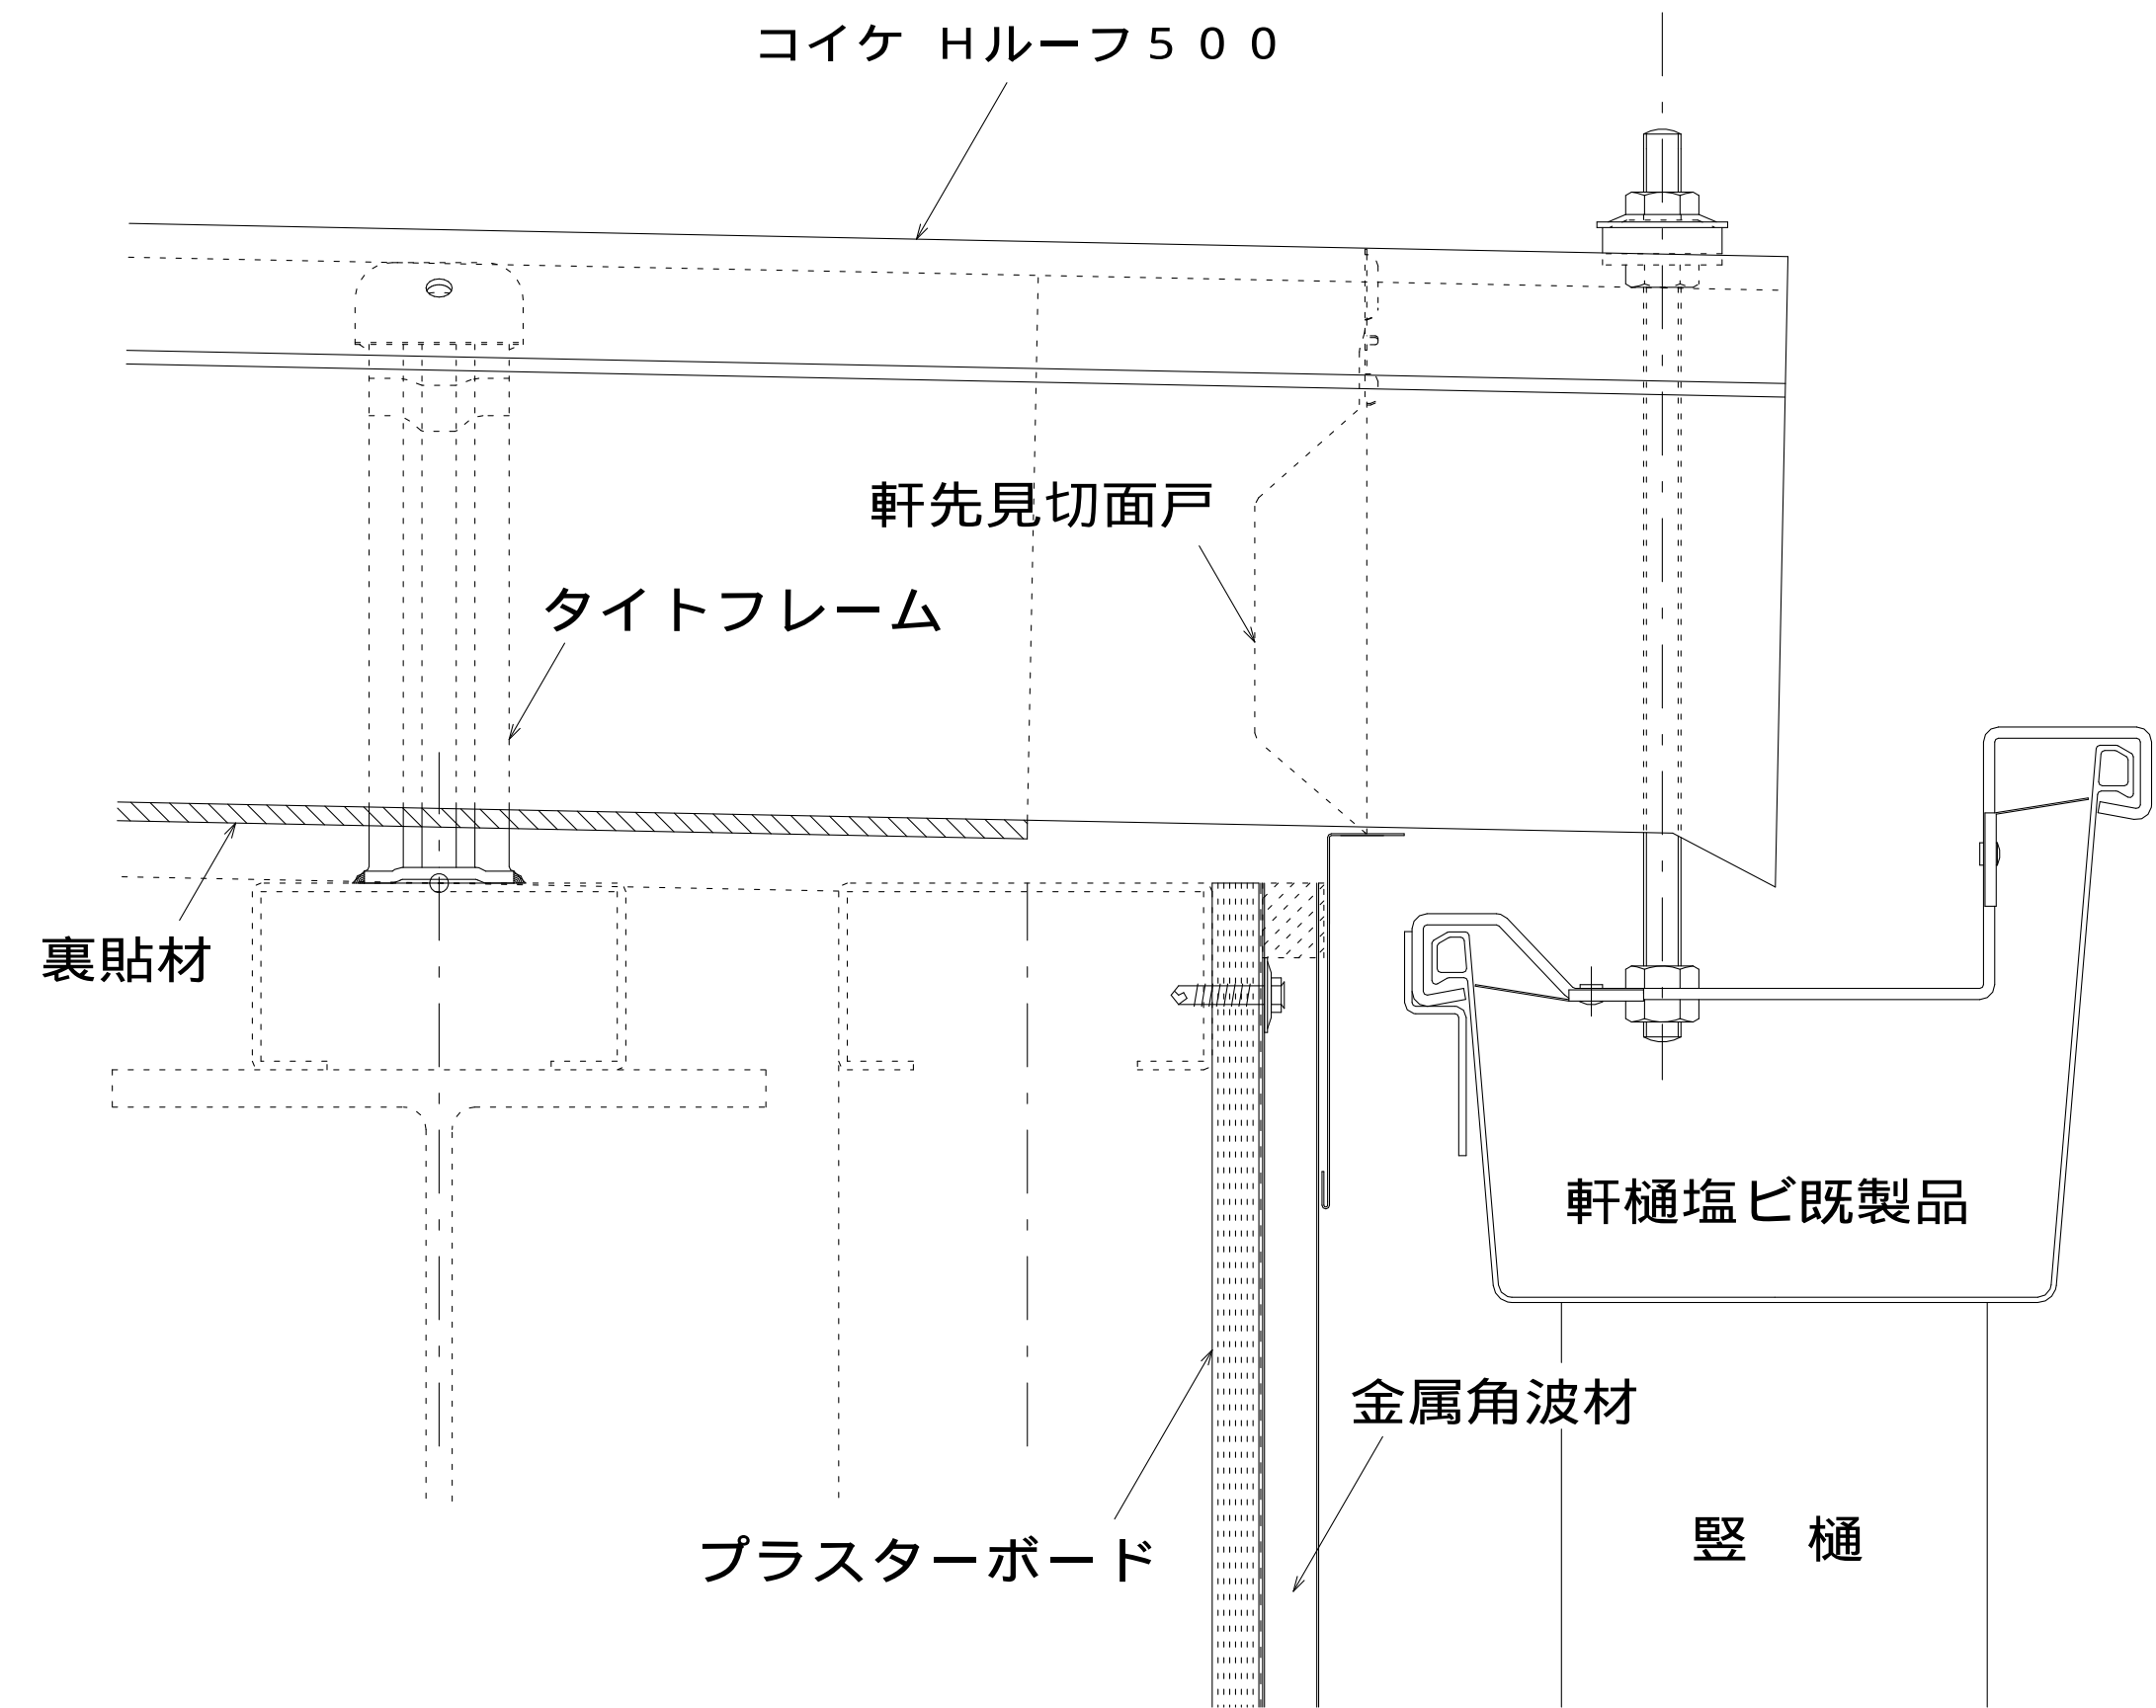 コイケ Hルーフ５００
軒先見切面戸
タイトフレーム
裏貼材
軒樋塩ビ既製品
金属角波材
竪　樋
プラスターボード